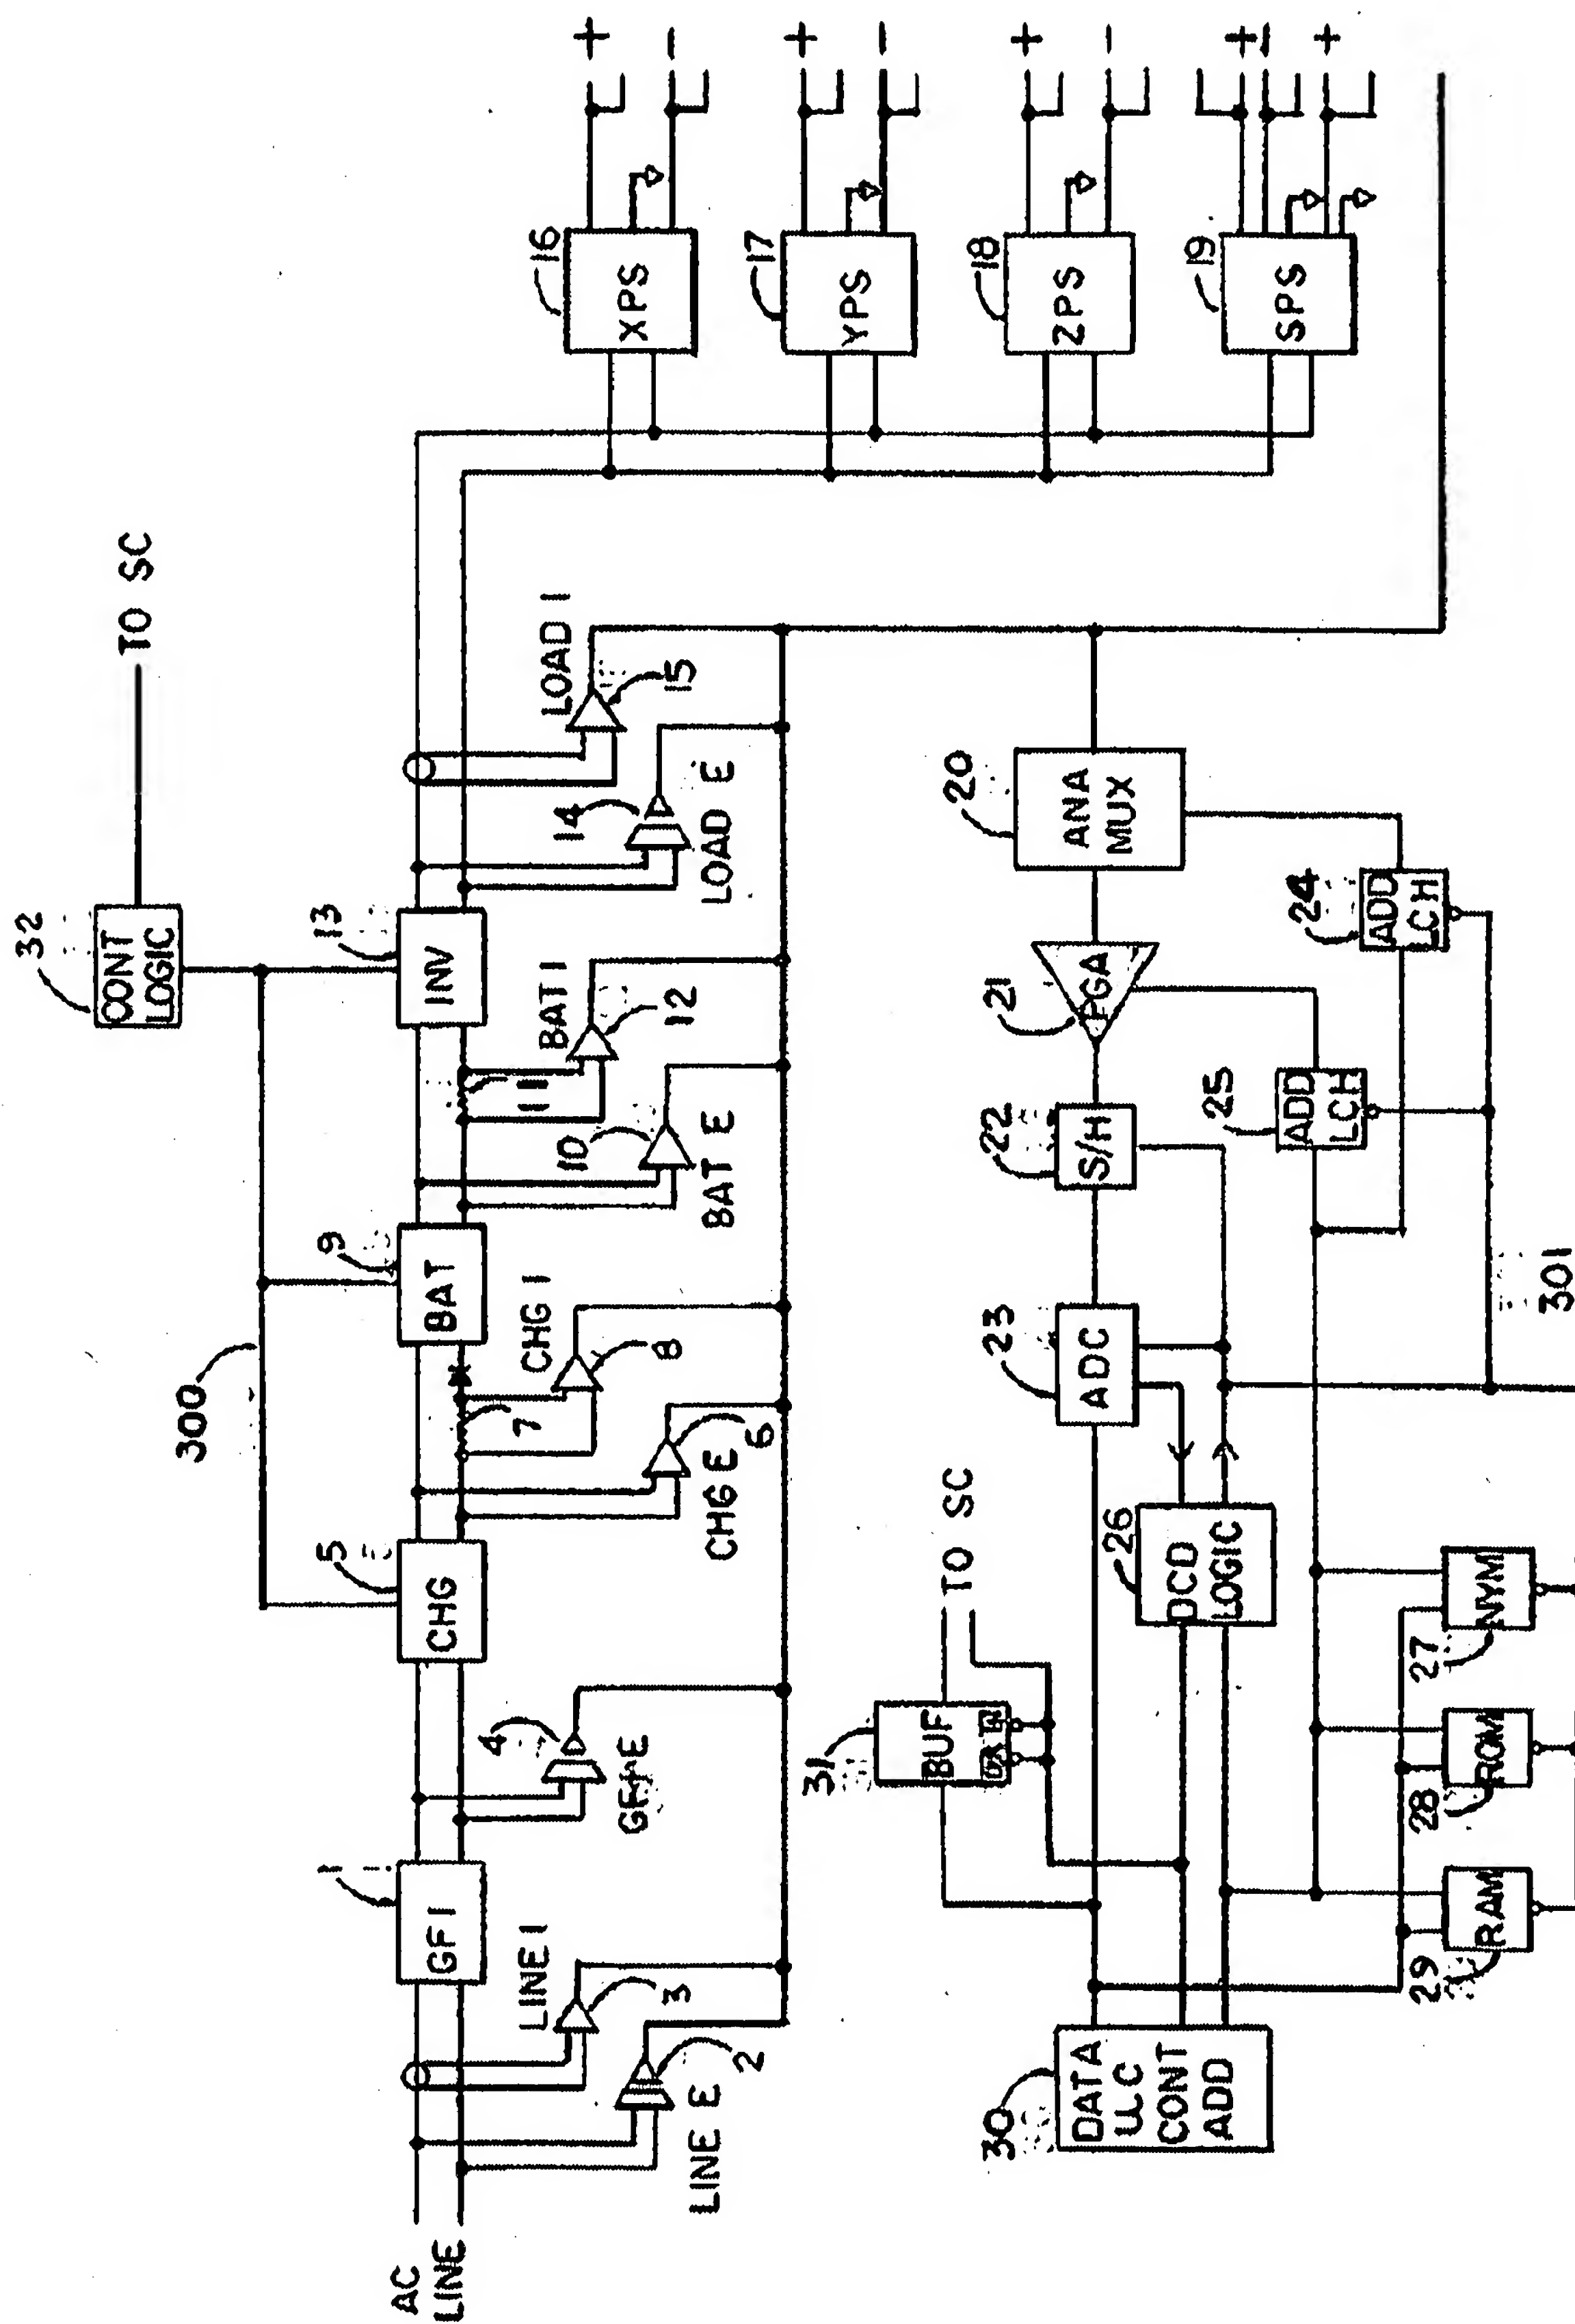 32
CONT
LOGIC
TO SC
300
1
5
9
13
AC
LINE
GFI
CHG
BAT
INV
LINE I
3
4
GFI E
CHG I
7
8
BAT I
11
12
LOAD I
15
LINE E
2
CHG E
6
10
BAT E
14
LOAD E
16
XPS
+
-
17
YPS
+
-
18
ZPS
+
-
19
SPS
±
-
+
31
BUF
TO SC
30
DATA
CONT
ADD
23
ADC
22
S/H
21
PGA
20
ANA
MUX
26
DCD
LOGIC
25
ADD
LCH
24
ADD
LCH
29
RAM
28
ROM
27
NYM
301